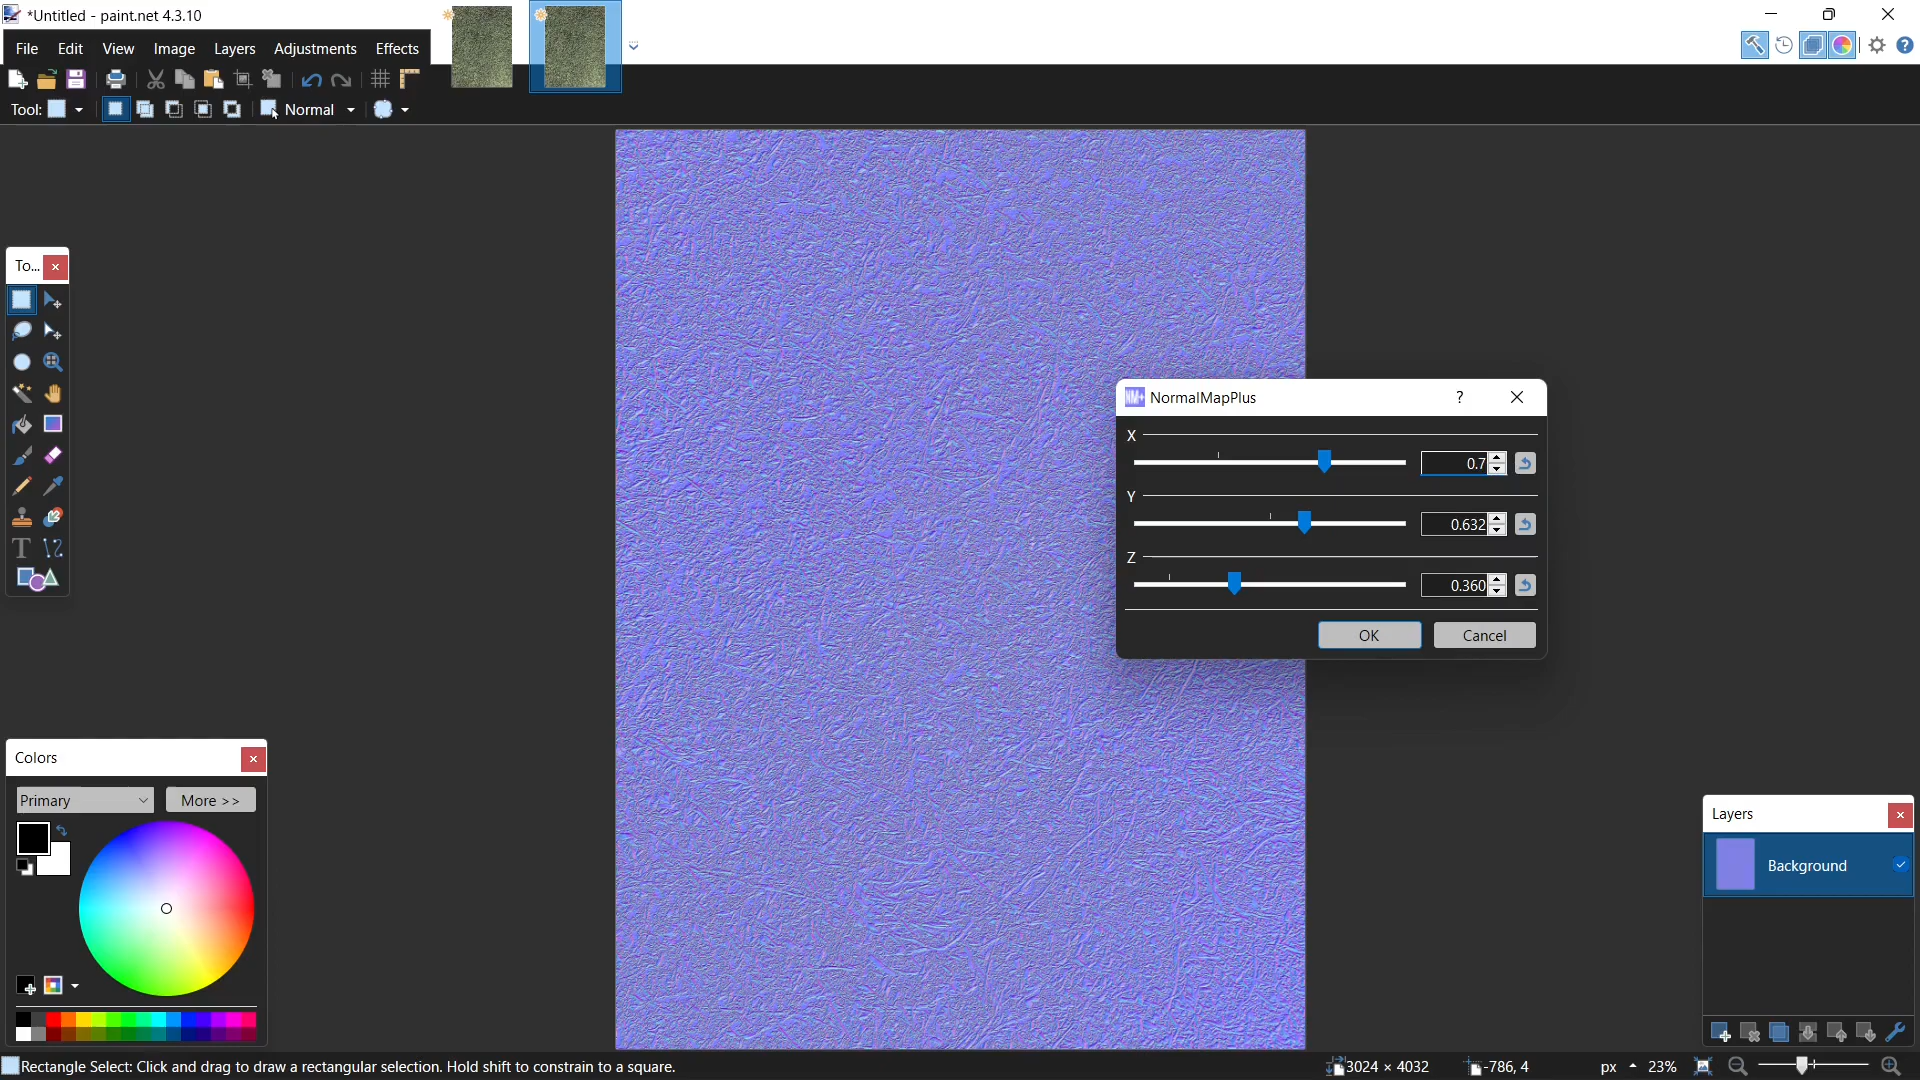 *Untitled - paint.net 4.3.10
File Edit View Image Layers Adjustments Effects
Tool: Normal
To...
NM+ NormalMapPlus ?
X
0.7
Y
0.632
Z
0.360
OK Cancel
Colors
Primary More >>
Layers
Background
Rectangle Select: Click and drag to draw a rectangular selection. Hold shift to constrain to a square. 3024 × 4032 -786, 4 px 23%